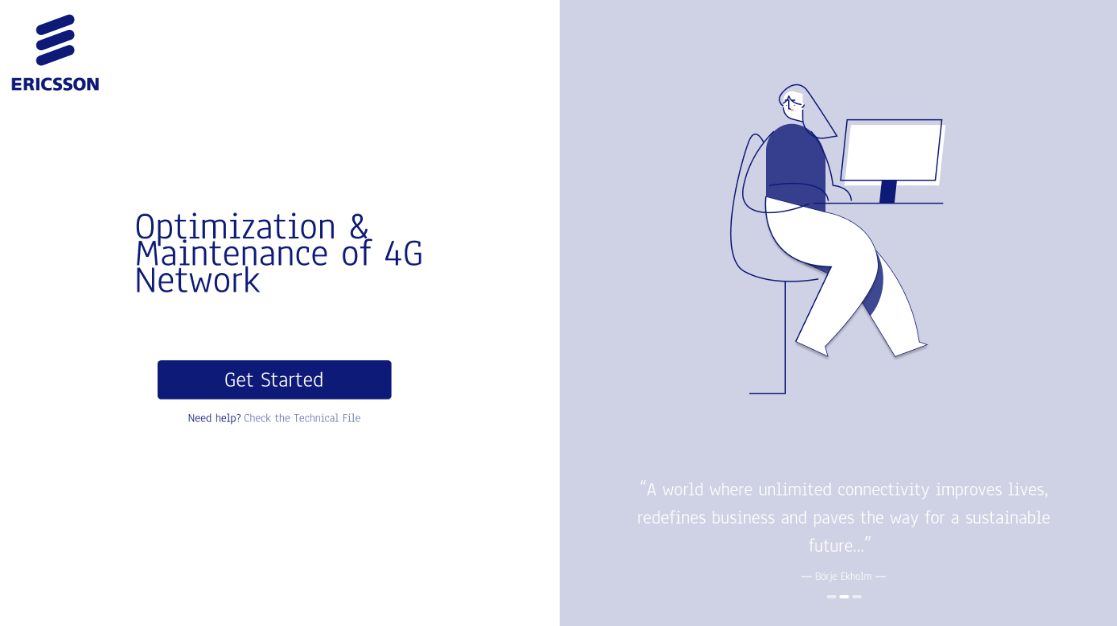 ERICSSON
Optimization &
Maintenance of 4G
Network
Get Started
Need help? Check the Technical File
“A world where unlimited connectivity improves lives,
redefines business and paves the way for a sustainable
future...”
— Börje Ekholm —